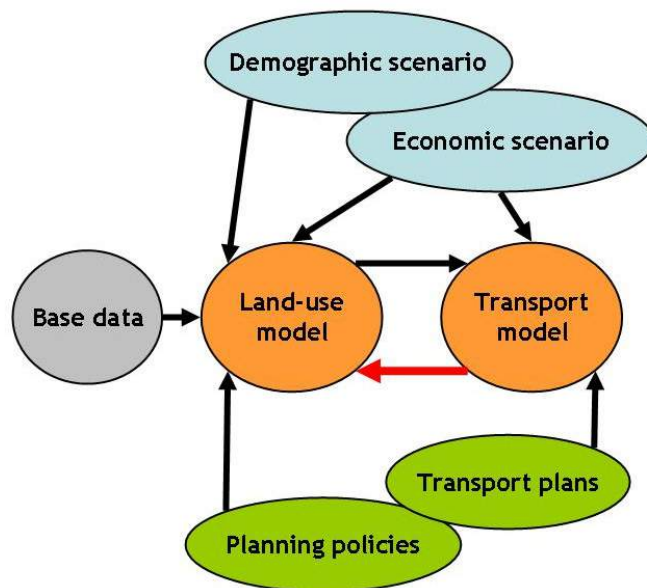 Demographic scenario
Economic scenario
Base data
Land-use
model
Transport
model
Transport plans
Planning policies